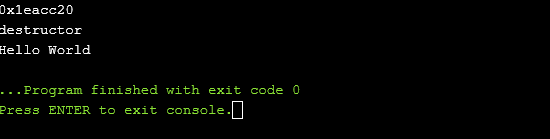 0x1eacc20
destructor
Hello World
...Program finished with exit code 0
Press ENTER to exit console.